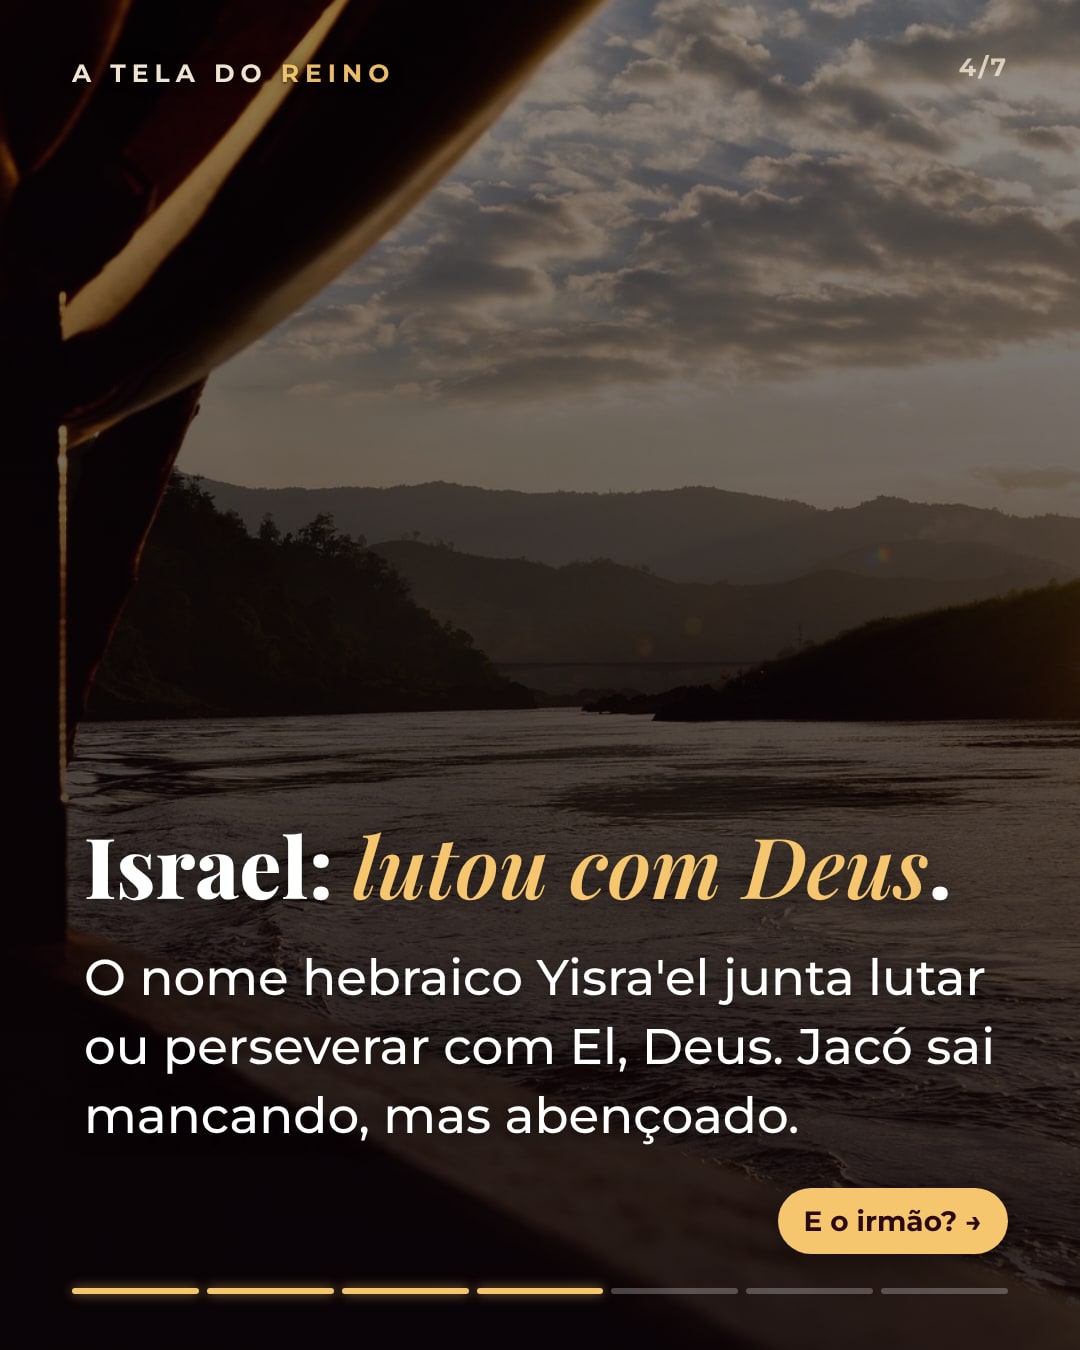 A TELA DO REINO
4/7
Israel: lutou com Deus.
O nome hebraico Yisra'el junta lutar
ou perseverar com El, Deus. Jacó sai
mancando, mas abençoado.
E o irmão? →